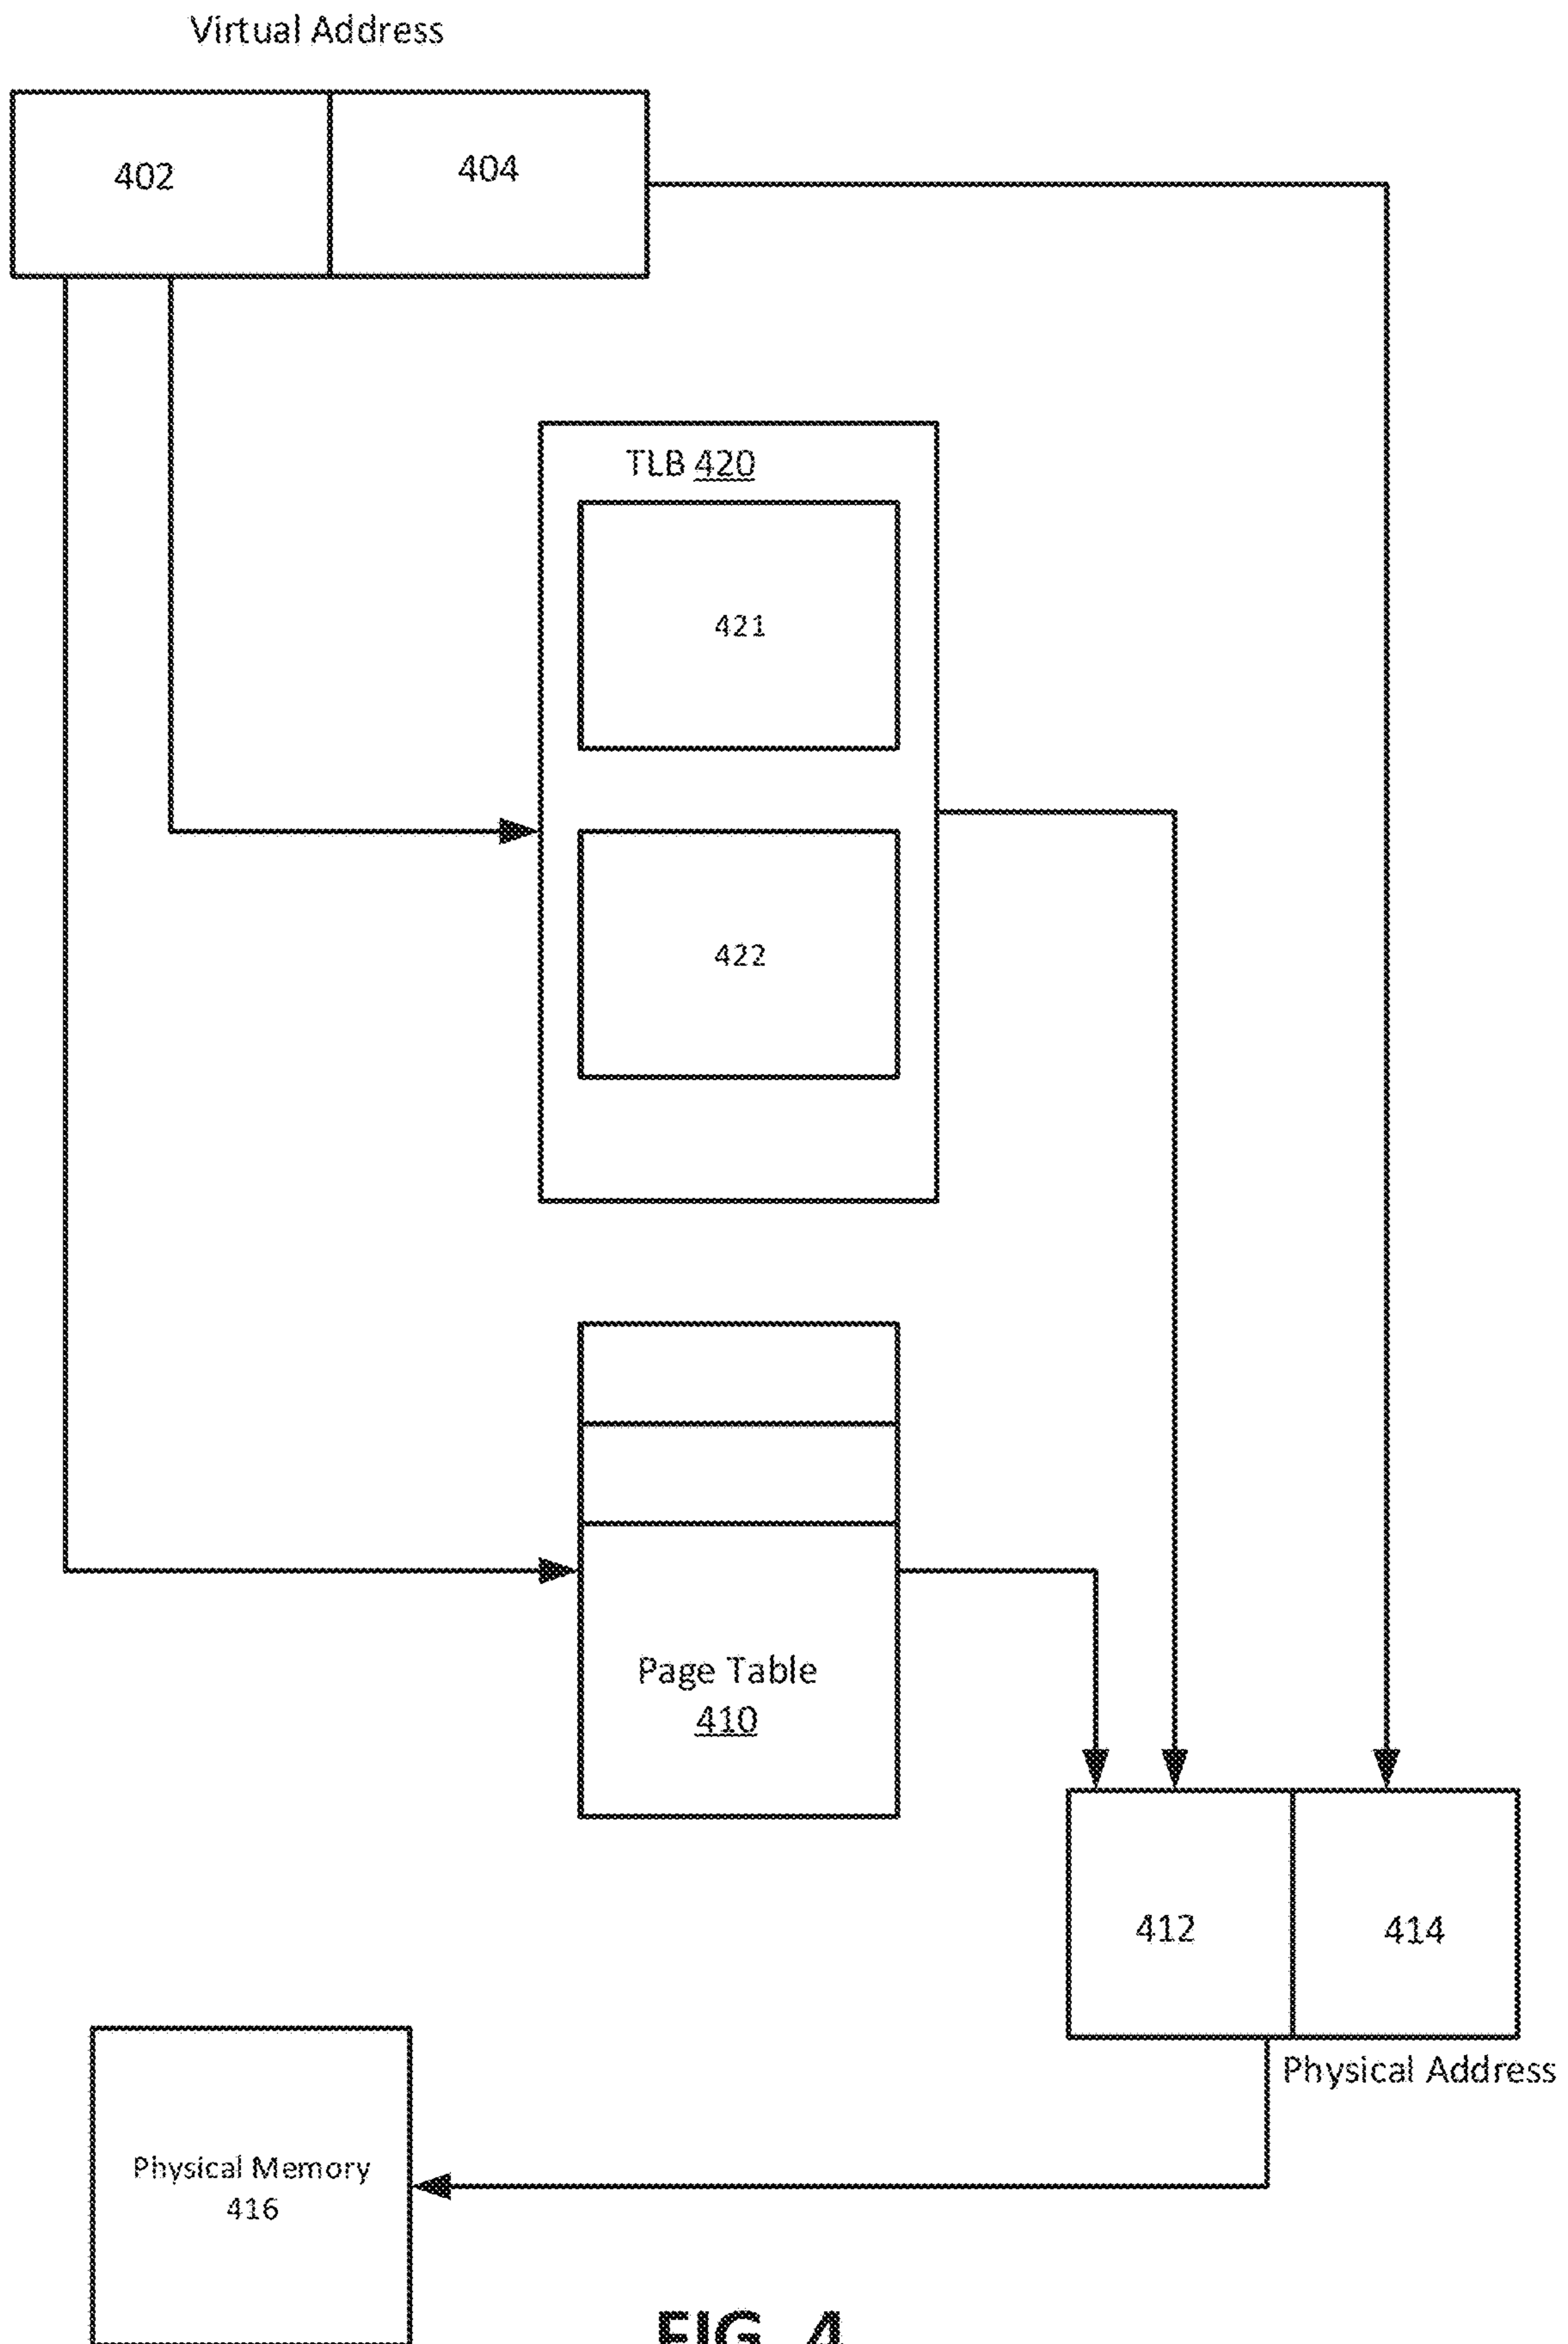 Virtual Address
402
404
TLB 420
421
422
Page Table
410
412
414
Physical Address
Physical Memory
416
FIG. 4